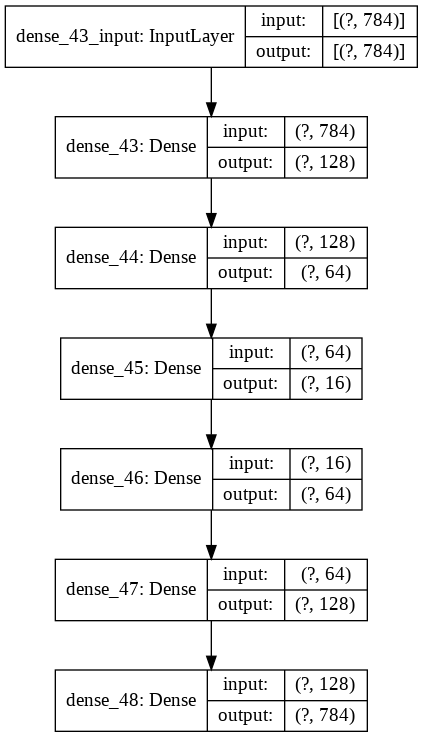 dense_43_input: InputLayer
input: [(?, 784)]
output: [(?, 784)]
dense_43: Dense
input: (?, 784)
output: (?, 128)
dense_44: Dense
input: (?, 128)
output: (?, 64)
dense_45: Dense
input: (?, 64)
output: (?, 16)
dense_46: Dense
input: (?, 16)
output: (?, 64)
dense_47: Dense
input: (?, 64)
output: (?, 128)
dense_48: Dense
input: (?, 128)
output: (?, 784)